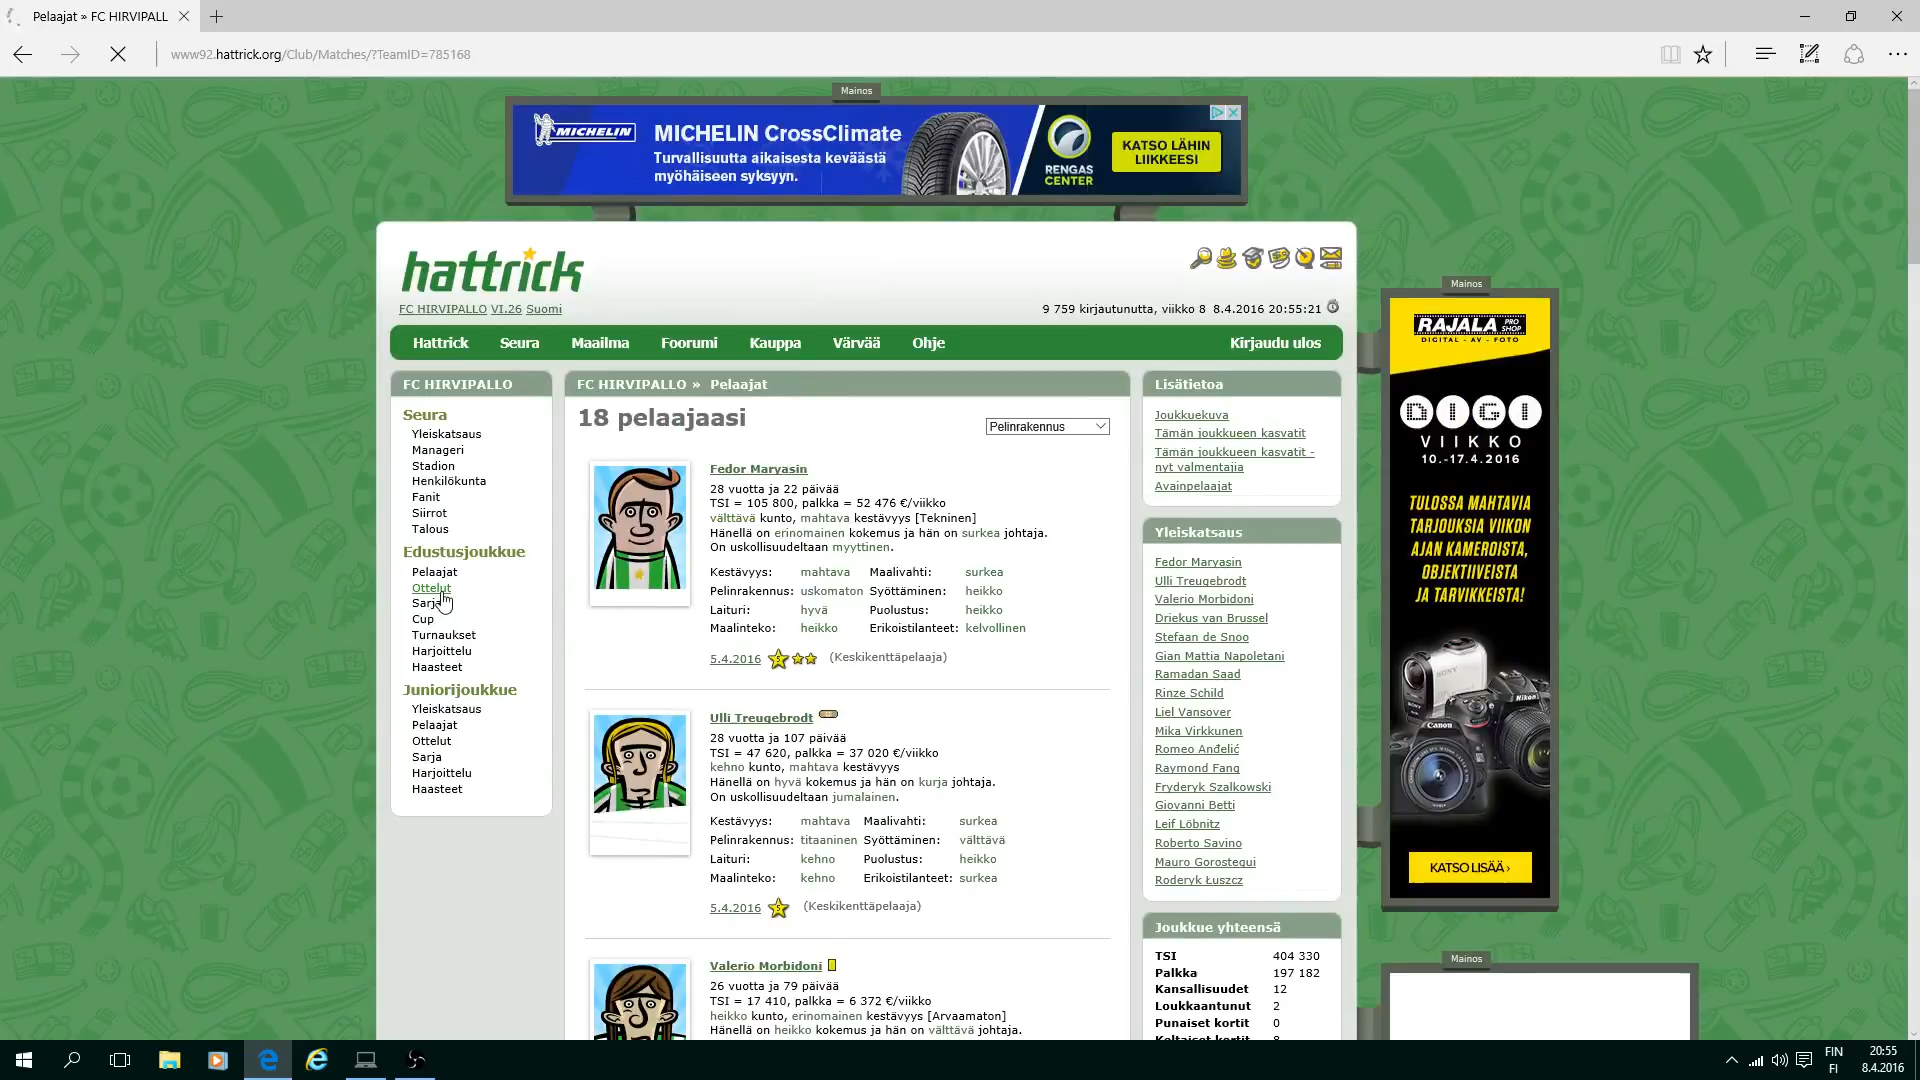 Pelaajat » FC HIRVIPALL
www92.hattrick.org/Club/Matches/?TeamID=785168
Mainos
MICHELIN
MICHELIN CrossClimate
Turvallisuutta aikaisesta keväästä
myöhäiseen syksyyn.
RENGAS
CENTER
KATSO LÄHIN
LIIKKEESI
hattrick
FC HIRVIPALLO VI.26 Suomi
9 759 kirjautunutta, viikko 8 8.4.2016 20:55:21
Hattrick Seura Maailma Foorumi Kauppa Värvää Ohje Kirjaudu ulos
FC HIRVIPALLO
Seura
Yleiskatsaus
Manageri
Stadion
Henkilökunta
Fanit
Siirrot
Talous
Edustusjoukkue
Pelaajat
Ottelut
Sarja
Cup
Turnaukset
Harjoittelu
Haasteet
Juniorijoukkue
Yleiskatsaus
Pelaajat
Ottelut
Sarja
Harjoittelu
Haasteet
FC HIRVIPALLO » Pelaajat
18 pelaajaasi
Pelinrakennus
Fedor Maryasin
28 vuotta ja 22 päivää
TSI = 105 800, palkka = 52 476 €/viikko
välttävä kunto, mahtava kestävyys [Tekninen]
Hänellä on erinomainen kokemus ja hän on surkea johtaja.
On uskollisuudeltaan myyttinen.
Kestävyys: mahtava Maalivahti: surkea
Pelinrakennus: uskomaton Syöttäminen: heikko
Laituri: hyvä Puolustus: heikko
Maalinteko: heikko Erikoistilanteet: kelvollinen
5.4.2016 5 (Keskikenttäpelaaja)
Ulli Treugebrodt
28 vuotta ja 107 päivää
TSI = 47 620, palkka = 37 020 €/viikko
kehno kunto, mahtava kestävyys
Hänellä on hyvä kokemus ja hän on kurja johtaja.
On uskollisuudeltaan jumalainen.
Kestävyys: mahtava Maalivahti: surkea
Pelinrakennus: titaaninen Syöttäminen: välttävä
Laituri: kehno Puolustus: heikko
Maalinteko: kehno Erikoistilanteet: surkea
5.4.2016 5 (Keskikenttäpelaaja)
Valerio Morbidoni
26 vuotta ja 79 päivää
TSI = 17 410, palkka = 6 372 €/viikko
heikko kunto, erinomainen kestävyys [Arvaamaton]
Hänellä on heikko kokemus ja hän on välttävä johtaja.
Lisätietoa
Joukkuekuva
Tämän joukkueen kasvatit
Tämän joukkueen kasvatit -
nyt valmentajia
Avainpelaajat
Yleiskatsaus
Fedor Maryasin
Ulli Treugebrodt
Valerio Morbidoni
Driekus van Brussel
Stefaan de Snoo
Gian Mattia Napoletani
Ramadan Saad
Rinze Schild
Liel Vansover
Mika Virkkunen
Romeo Anđelić
Raymond Fang
Fryderyk Szalkowski
Giovanni Betti
Leif Löbnitz
Roberto Savino
Mauro Gorostegui
Roderyk Łuszcz
Joukkue yhteensä
TSI 404 330
Palkka 197 182
Kansallisuudet 12
Loukkaantunut 2
Punaiset kortit 0
Keltaiset kortit 8
Mainos
RAJALA PRO SHOP
DIGITAL - AV - FOTO
DIGI
VIIKKO
10.-17.4.2016
TULOSSA MAHTAVIA
TARJOUKSIA VIIKON
AJAN KAMEROISTA,
OBJEKTIIVEISTA
JA TARVIKKEISTA!
SONY
Nikon
Canon
KATSO LISÄÄ ›
Mainos
FIN
FI
20:55
8.4.2016